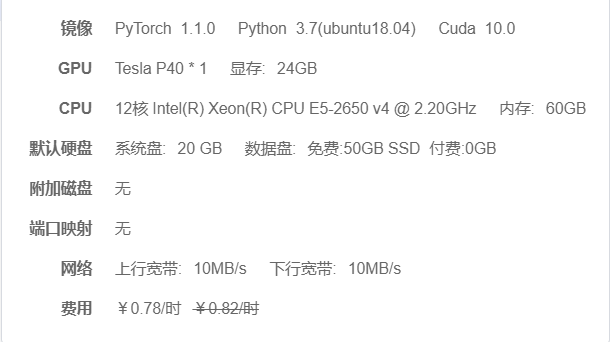 镜像 PyTorch 1.1.0 Python 3.7(ubuntu18.04) Cuda 10.0
GPU Tesla P40 * 1 显存: 24GB
CPU 12核 Intel(R) Xeon(R) CPU E5-2650 v4 @ 2.20GHz 内存: 60GB
默认硬盘 系统盘: 20 GB 数据盘: 免费:50GB SSD 付费:0GB
附加磁盘 无
端口映射 无
网络 上行宽带: 10MB/s 下行宽带: 10MB/s
费用 ￥0.78/时 ￥0.82/时